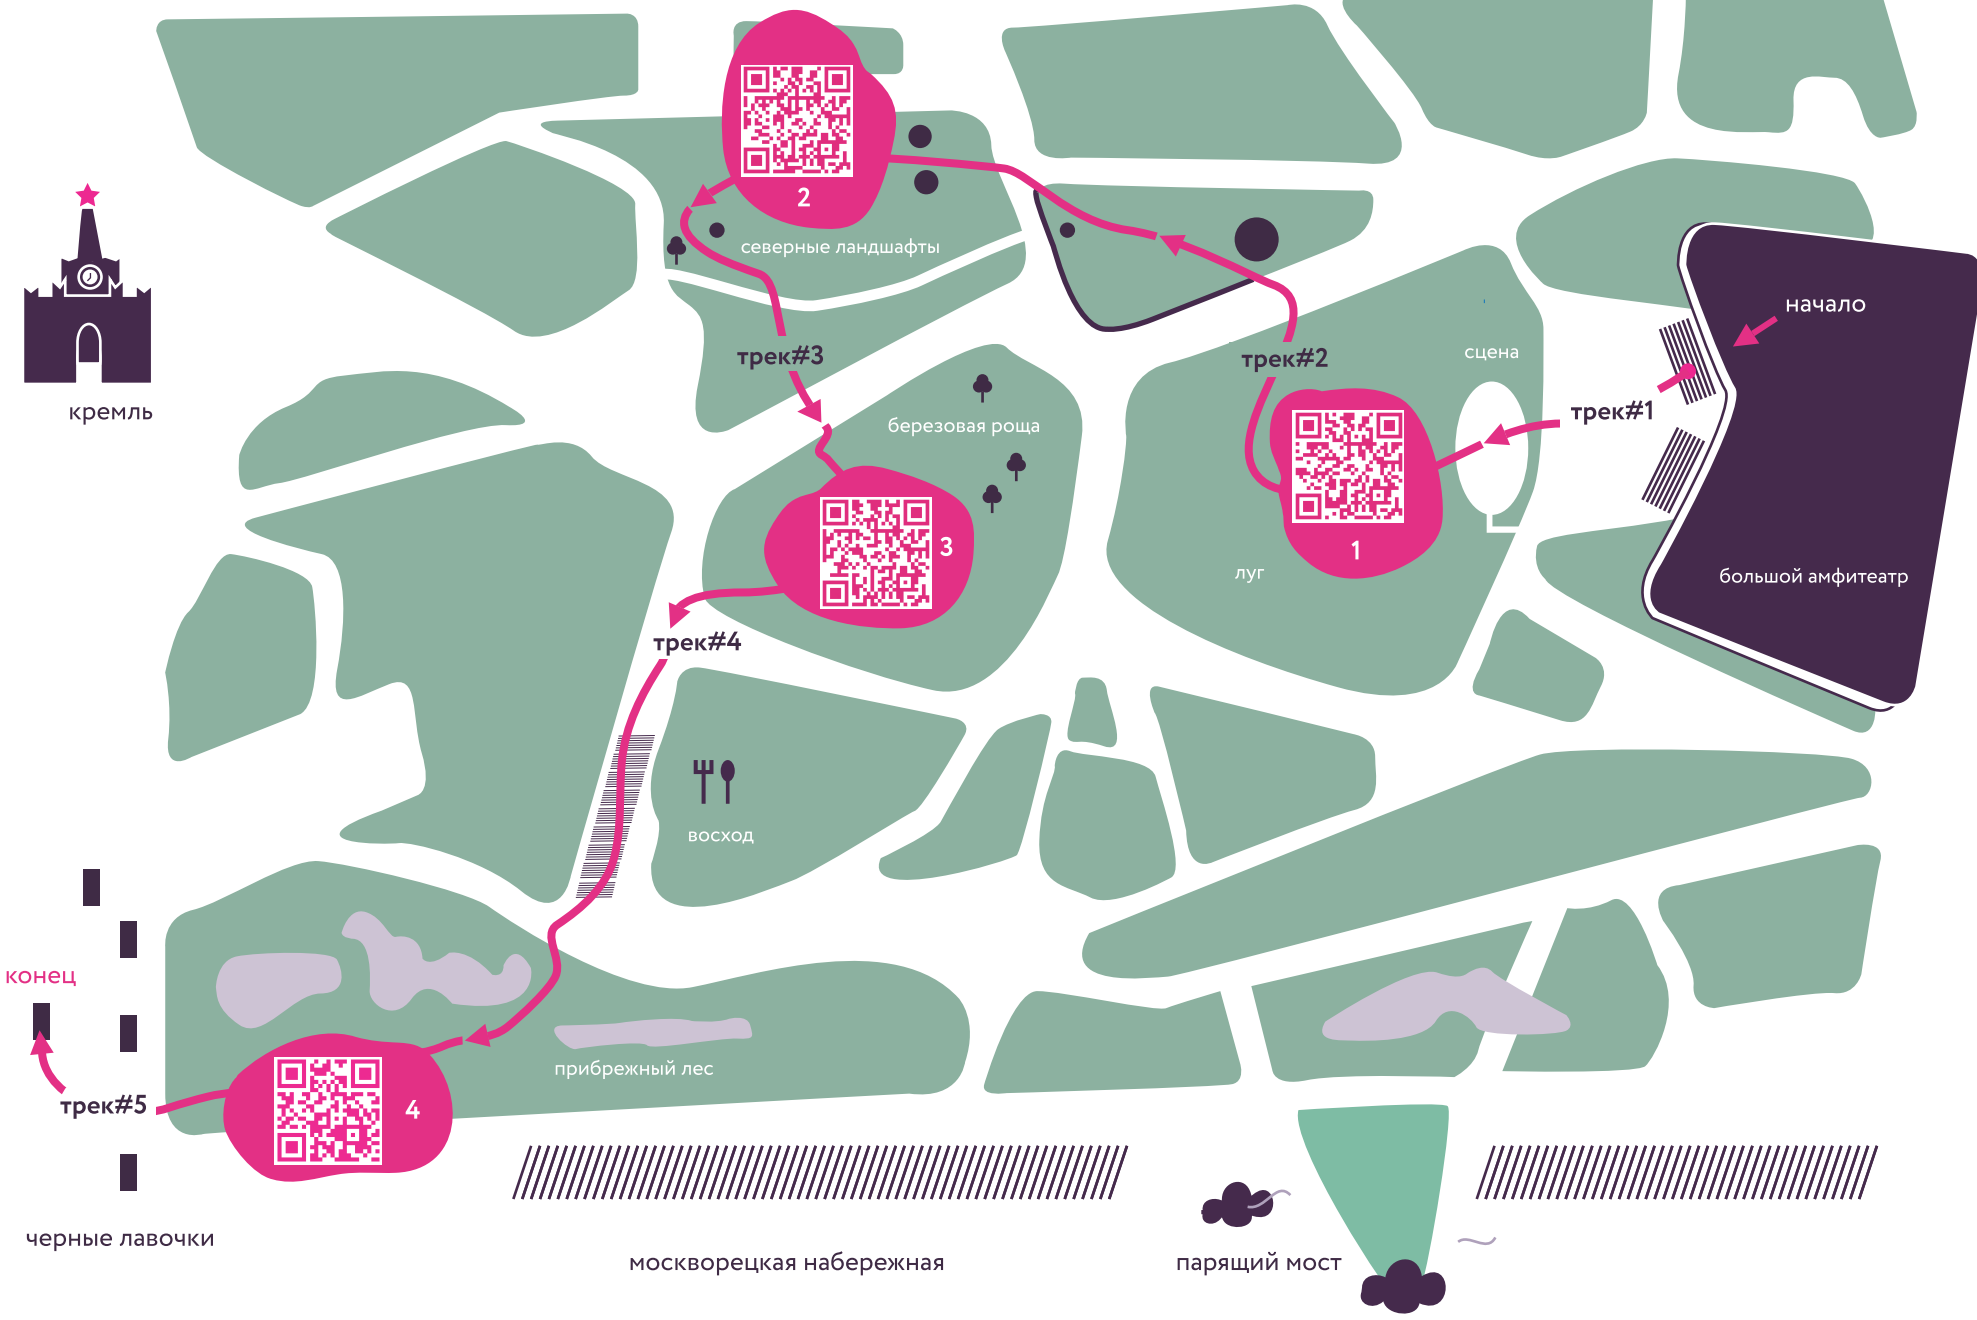 2
северные ландшафты
начало
сцена
трек#3
трек#2
кремль
трек#1
березовая роща
3
1
луг
большой амфитеатр
трек#4
восход
конец
прибрежный лес
трек#5
4
черные лавочки
москворецкая набережная
парящий мост